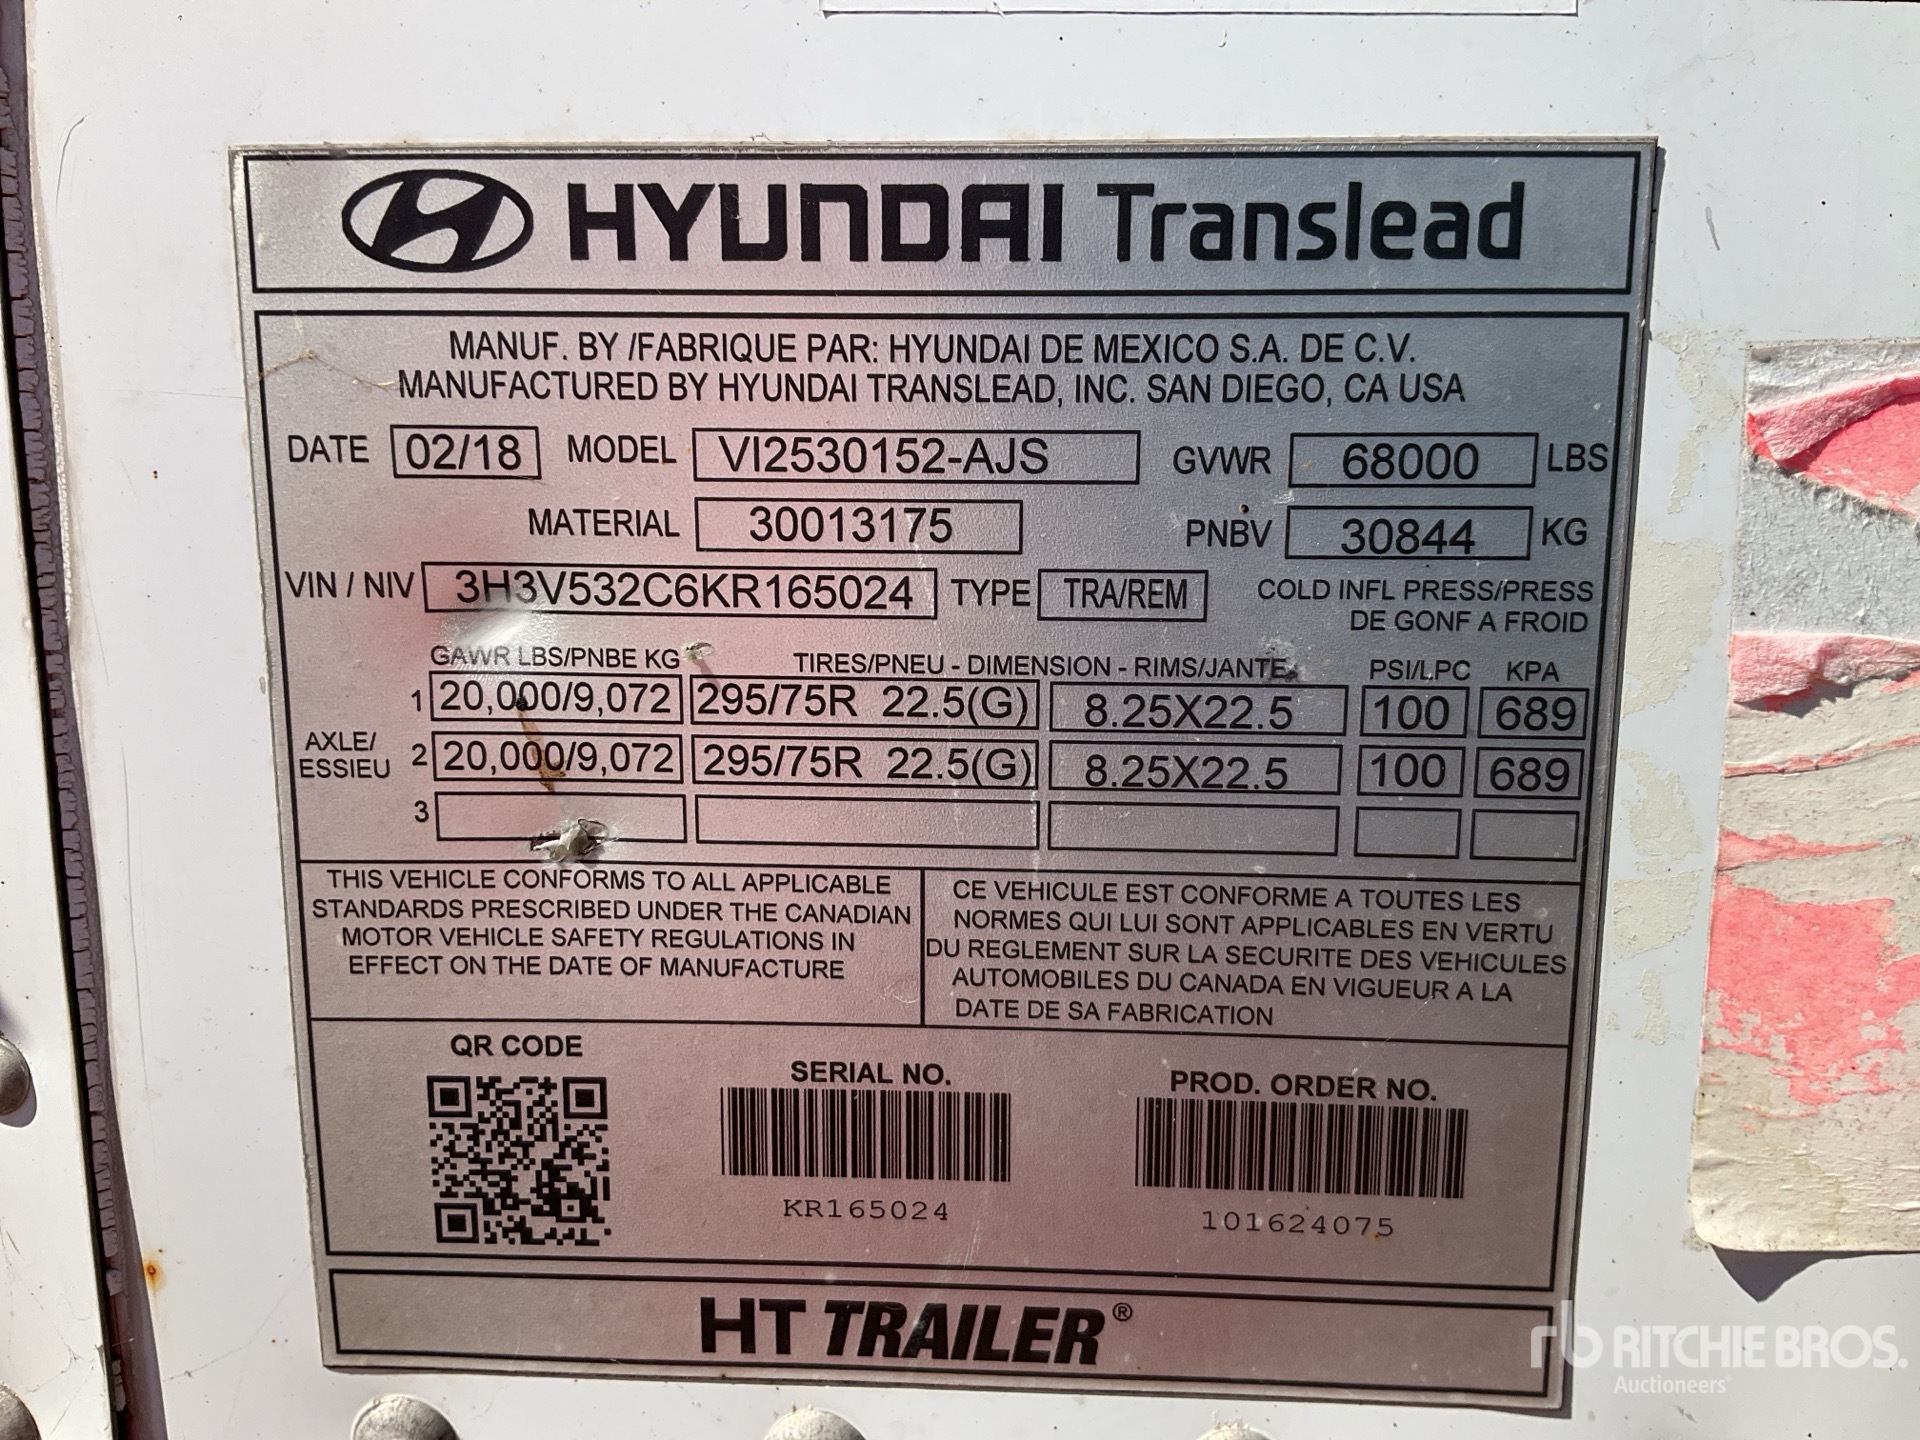 HYUNDAI Translead
MANUF. BY /FABRIQUE PAR: HYUNDAI DE MEXICO S.A. DE C.V.
MANUFACTURED BY HYUNDAI TRANSLEAD, INC. SAN DIEGO, CA USA
DATE 02/18 MODEL VI2530152-AJS GVWR 68000 LBS
MATERIAL 30013175 PNBV 30844 KG
VIN / NIV 3H3V532C6KR165024 TYPE TRA/REM COLD INFL PRESS/PRESS
DE GONF A FROID
GAWR LBS/PNBE KG TIRES/PNEU - DIMENSION - RIMS/JANTE PSI/LPC KPA
1 20,000/9,072 295/75R 22.5(G) 8.25X22.5 100 689
AXLE/
ESSIEU
2 20,000/9,072 295/75R 22.5(G) 8.25X22.5 100 689
3
THIS VEHICLE CONFORMS TO ALL APPLICABLE
STANDARDS PRESCRIBED UNDER THE CANADIAN
MOTOR VEHICLE SAFETY REGULATIONS IN
EFFECT ON THE DATE OF MANUFACTURE
CE VEHICULE EST CONFORME A TOUTES LES
NORMES QUI LUI SONT APPLICABLES EN VERTU
DU REGLEMENT SUR LA SECURITE DES VEHICULES
AUTOMOBILES DU CANADA EN VIGUEUR A LA
DATE DE SA FABRICATION
QR CODE
SERIAL NO.
KR165024
PROD. ORDER NO.
101624075
HT TRAILER®
rb RITCHIE BROS.
Auctioneers